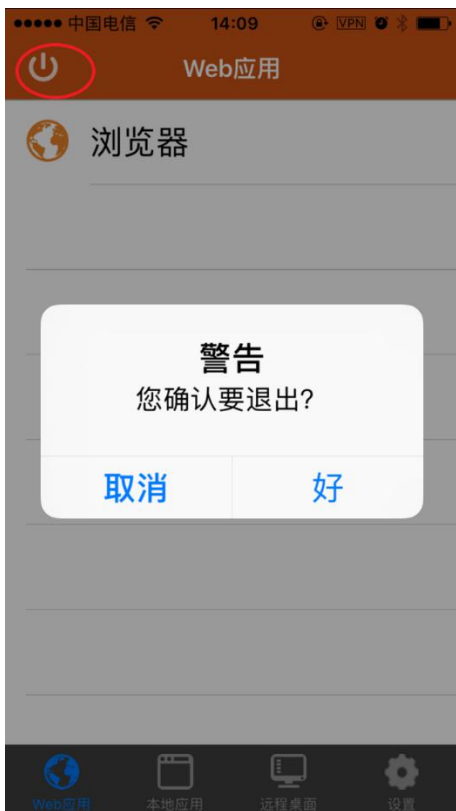 中国电信 14:09 VPN
Web应用
浏览器
警告
您确认要退出?
取消 好
Web应用 本地应用 远程桌面 设置